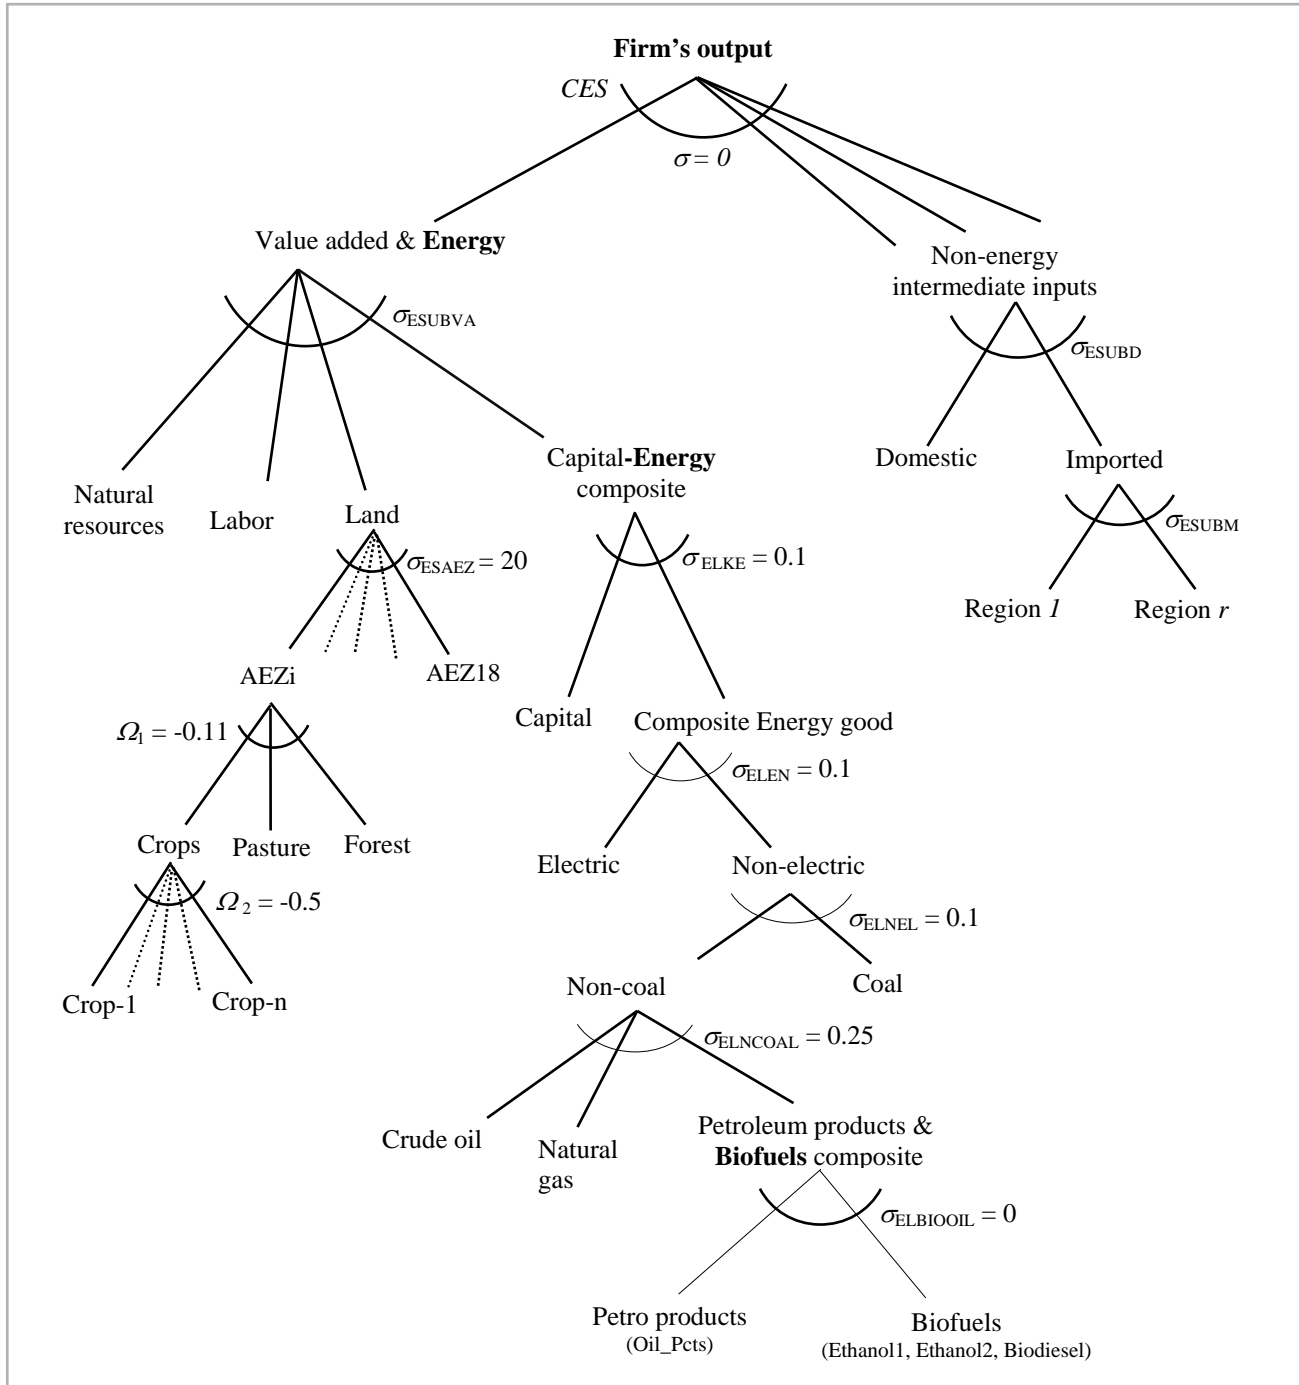 Firm's output
CES
σ = 0
Value added & Energy
Non-energy
intermediate inputs
σESUBVA
σESUBD
Natural
resources
Labor
Land
Capital-Energy
composite
Domestic
Imported
σESAEZ = 20
σELKE = 0.1
σESUBM
Region 1
Region r
AEZi
AEZ18
Capital
Composite Energy good
Ω1 = -0.11
σELEN = 0.1
Crops
Pasture
Forest
Electric
Non-electric
Ω2 = -0.5
σELNEL = 0.1
Crop-1
Crop-n
Non-coal
Coal
σELNCOAL = 0.25
Crude oil
Natural
gas
Petroleum products &
Biofuels composite
σELBIOOIL = 0
Petro products
(Oil_Pcts)
Biofuels
(Ethanol1, Ethanol2, Biodiesel)